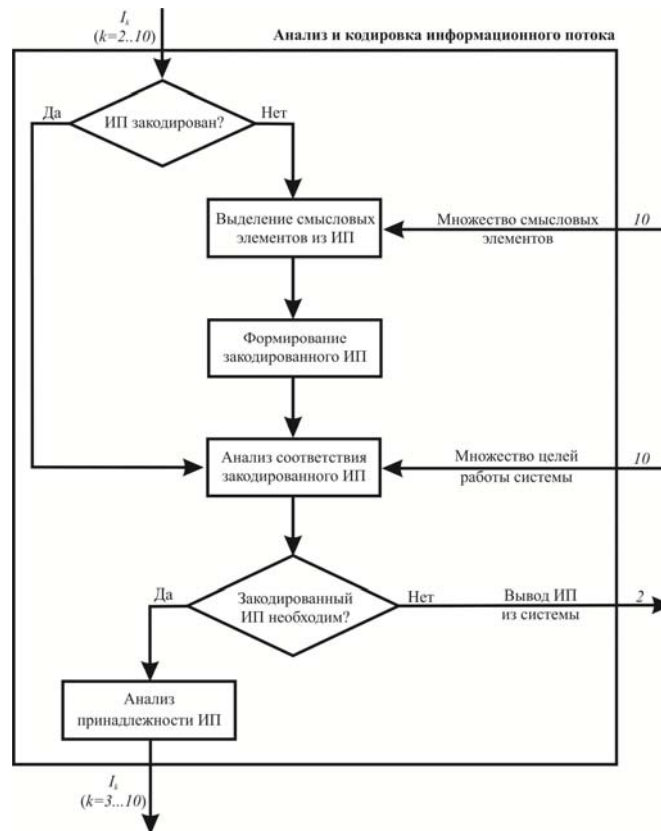 I_k
(k=2..10)
Анализ и кодировка информационного потока
Да
ИП закодирован?
Нет
Выделение смысловых
элементов из ИП
Множество смысловых
элементов
10
Формирование
закодированного ИП
Анализ соответствия
закодированного ИП
Множество целей
работы системы
10
Да
Закодированный
ИП необходим?
Нет
Вывод ИП
из системы
2
Анализ
принадлежности ИП
I_k
(k=3...10)